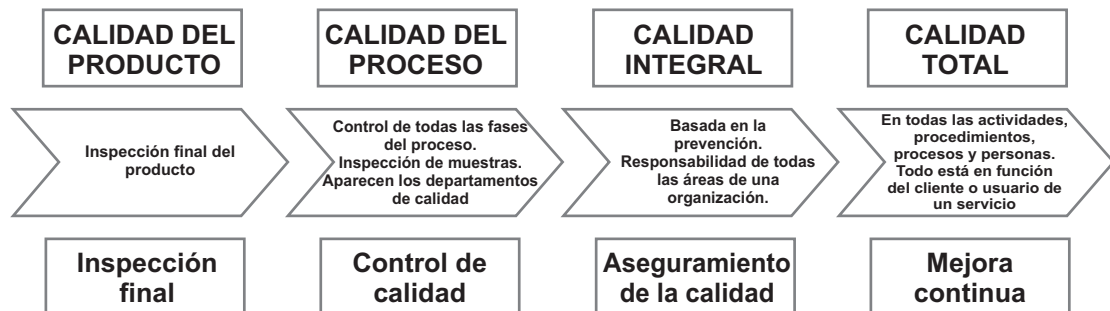 CALIDAD DEL
PRODUCTO
CALIDAD DEL
PROCESO
CALIDAD
INTEGRAL
CALIDAD
TOTAL
Inspección final del
producto
Control de todas las fases
del proceso.
Inspección de muestras.
Aparecen los departamentos
de calidad
Basada en la
prevención.
Responsabilidad de todas
las áreas de una
organización.
En todas las actividades,
procedimientos,
procesos y personas.
Todo está en función
del cliente o usuario de
un servicio
Inspección
final
Control de
calidad
Aseguramiento
de la calidad
Mejora
continua